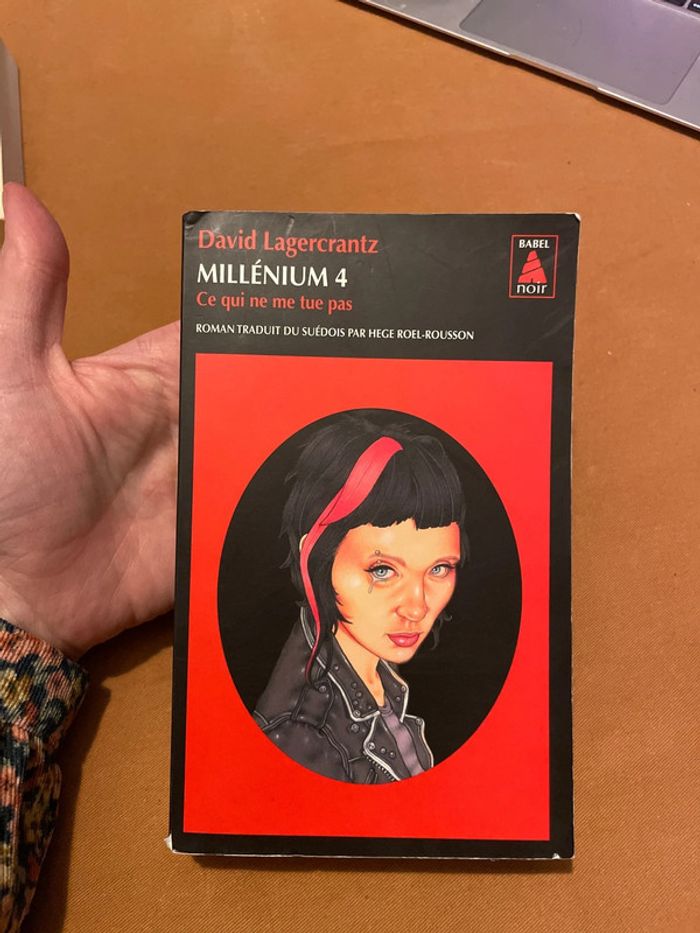 David Lagercrantz
MILLÉNIUM 4
Ce qui ne me tue pas
ROMAN TRADUIT DU SUÉDOIS PAR HEGE ROEL-ROUSSON
BABEL
noir